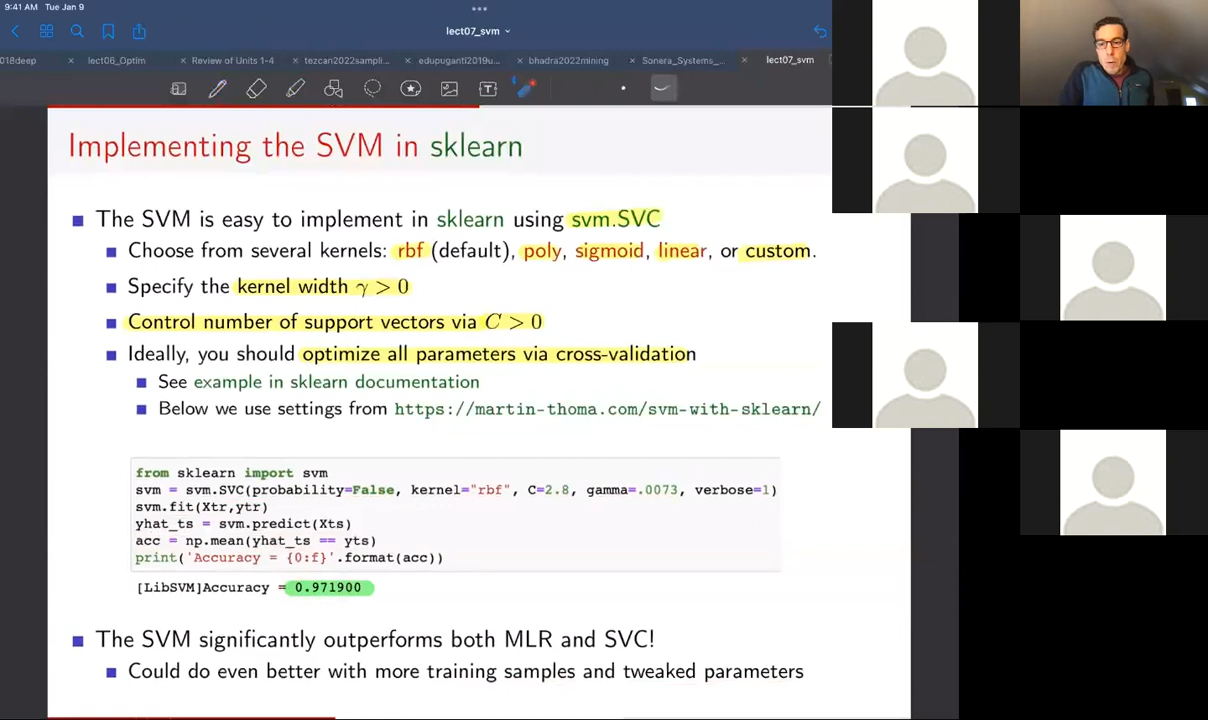 9:41 AM Tue Jan 9
lect07_svm
018deep
lect06_Optim
Review of Units 1-4
tezcan2022sampli...
edupuganti2019u...
bhadra2022mining
Sonera_Systems_...
lect07_svm
Implementing the SVM in sklearn
The SVM is easy to implement in sklearn using svm.SVC
Choose from several kernels: rbf (default), poly, sigmoid, linear, or custom.
Specify the kernel width γ > 0
Control number of support vectors via C > 0
Ideally, you should optimize all parameters via cross-validation
See example in sklearn documentation
Below we use settings from https://martin-thoma.com/svm-with-sklearn/
from sklearn import svm
svm = svm.SVC(probability=False, kernel="rbf", C=2.8, gamma=.0073, verbose=1)
svm.fit(Xtr,ytr)
yhat_ts = svm.predict(Xts)
acc = np.mean(yhat_ts == yts)
print('Accuracy = {0:f}'.format(acc))
[LibSVM]Accuracy = 0.971900
The SVM significantly outperforms both MLR and SVC!
Could do even better with more training samples and tweaked parameters